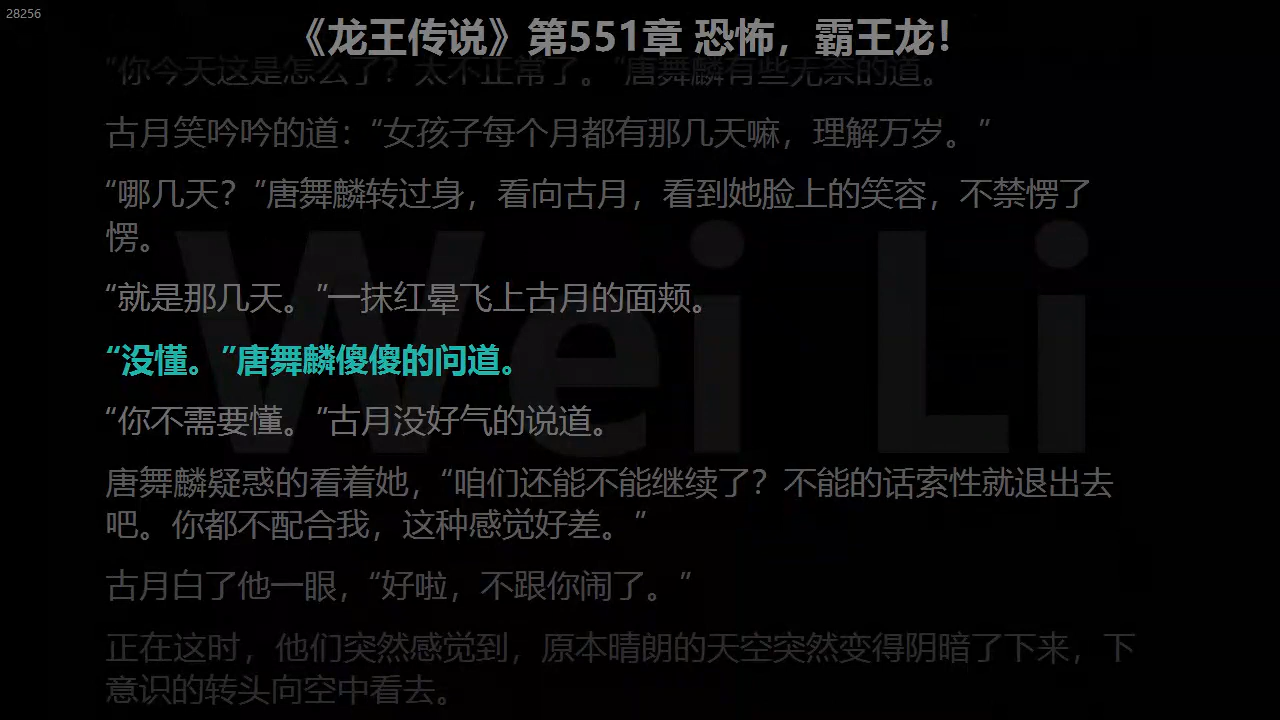 28256
《龙王传说》第551章 恐怖，霸王龙！
“你今天这是怎么了？太不正常了。”唐舞麟有些无奈的道。
古月笑吟吟的道：“女孩子每个月都有那几天嘛，理解万岁。”
“哪几天？”唐舞麟转过身，看向古月，看到她脸上的笑容，不禁愣了
愣。
“就是那几天。”一抹红晕飞上古月的面颊。
“没懂。”唐舞麟傻傻的问道。
“你不需要懂。“古月没好气的说道。
唐舞麟疑惑的看着她，“咱们还能不能继续了？不能的话索性就退出去
吧。你都不配合我，这种感觉好差。”
古月白了他一眼，“好啦，不跟你闹了。”
正在这时，他们突然感觉到，原本晴朗的天空突然变得阴暗了下来，下
意识的转头向空中看去。
Wei Li